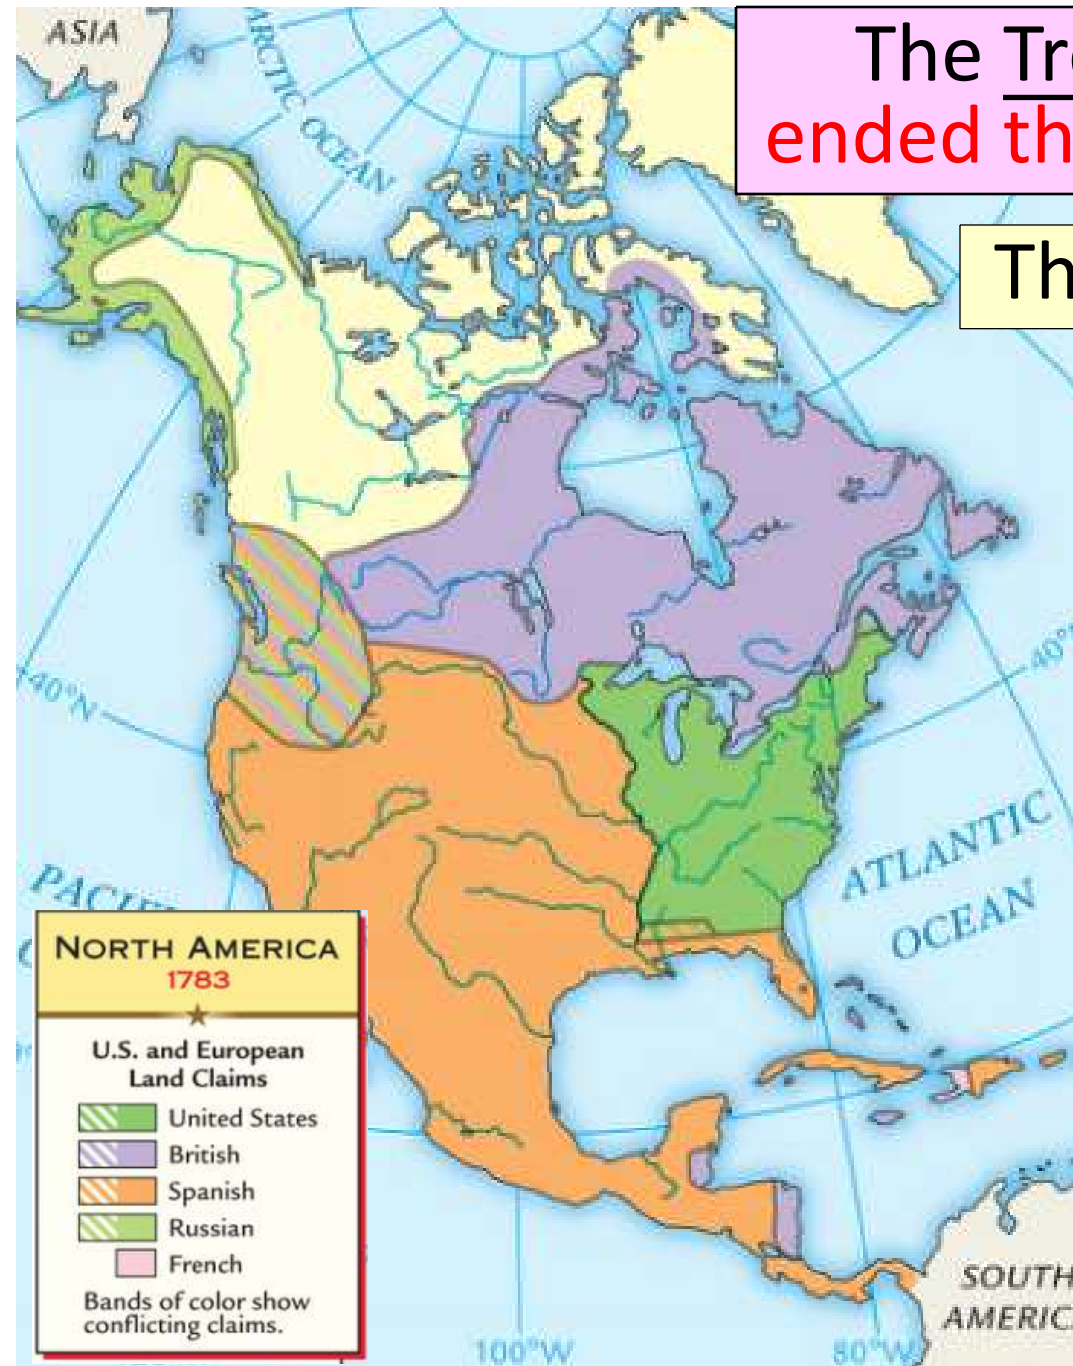 ASIA
ARCTIC OCEAN
The Tr
ended th
Th
40°N
40°
ATLANTIC
OCEAN
NORTH AMERICA
1783
U.S. and European
Land Claims
United States
British
Spanish
Russian
French
Bands of color show
conflicting claims.
SOUTH
AMERIC
100°W
80°W